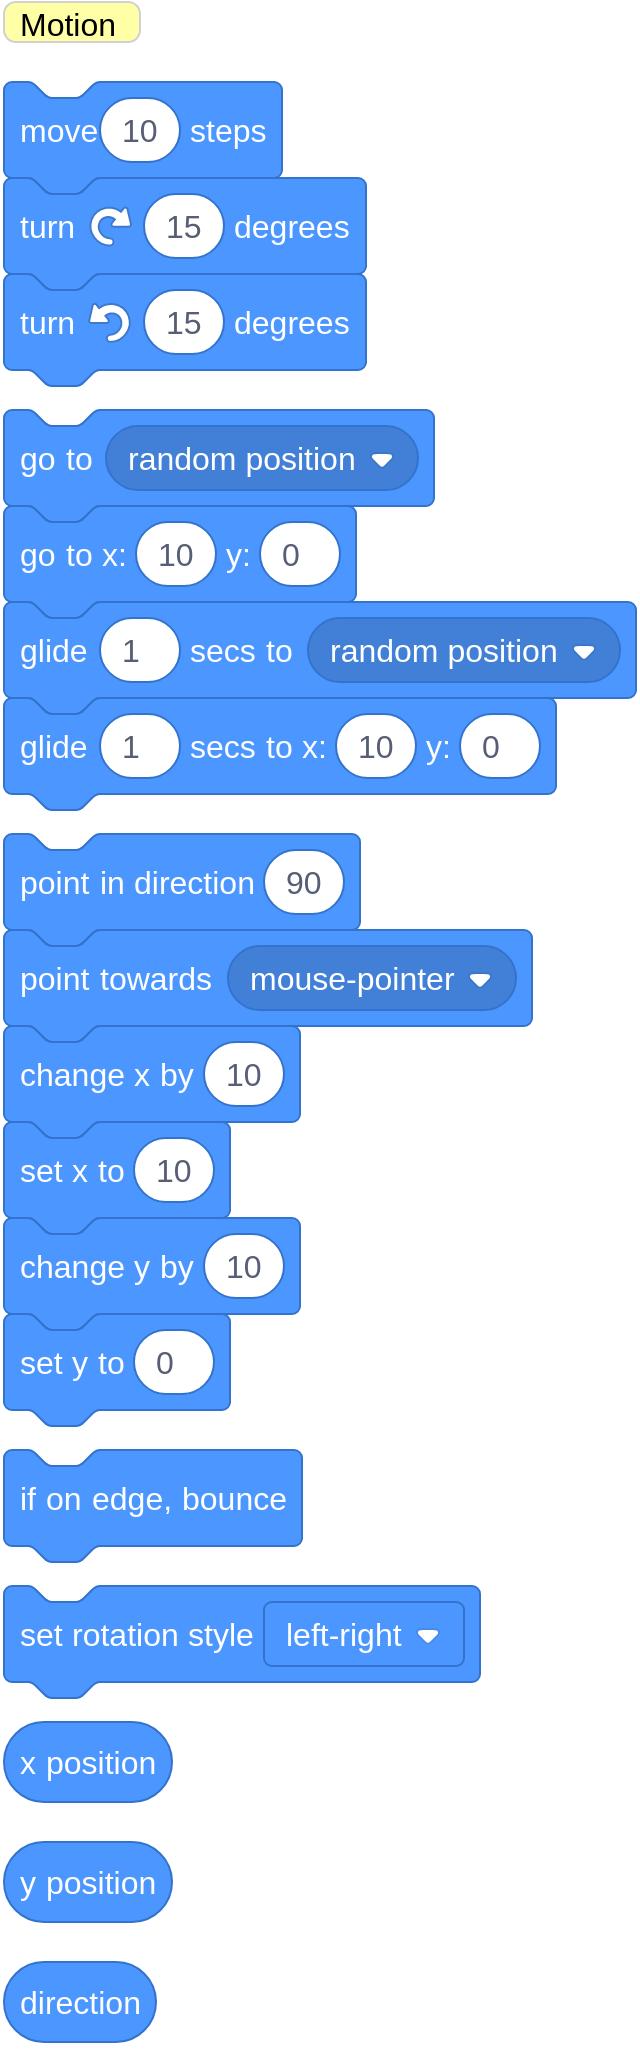 Motion
move 10 steps
turn 15 degrees
turn 15 degrees
go to random position
go to x: 10 y: 0
glide 1 secs to random position
glide 1 secs to x: 10 y: 0
point in direction 90
point towards mouse-pointer
change x by 10
set x to 10
change y by 10
set y to 0
if on edge, bounce
set rotation style left-right
x position
y position
direction